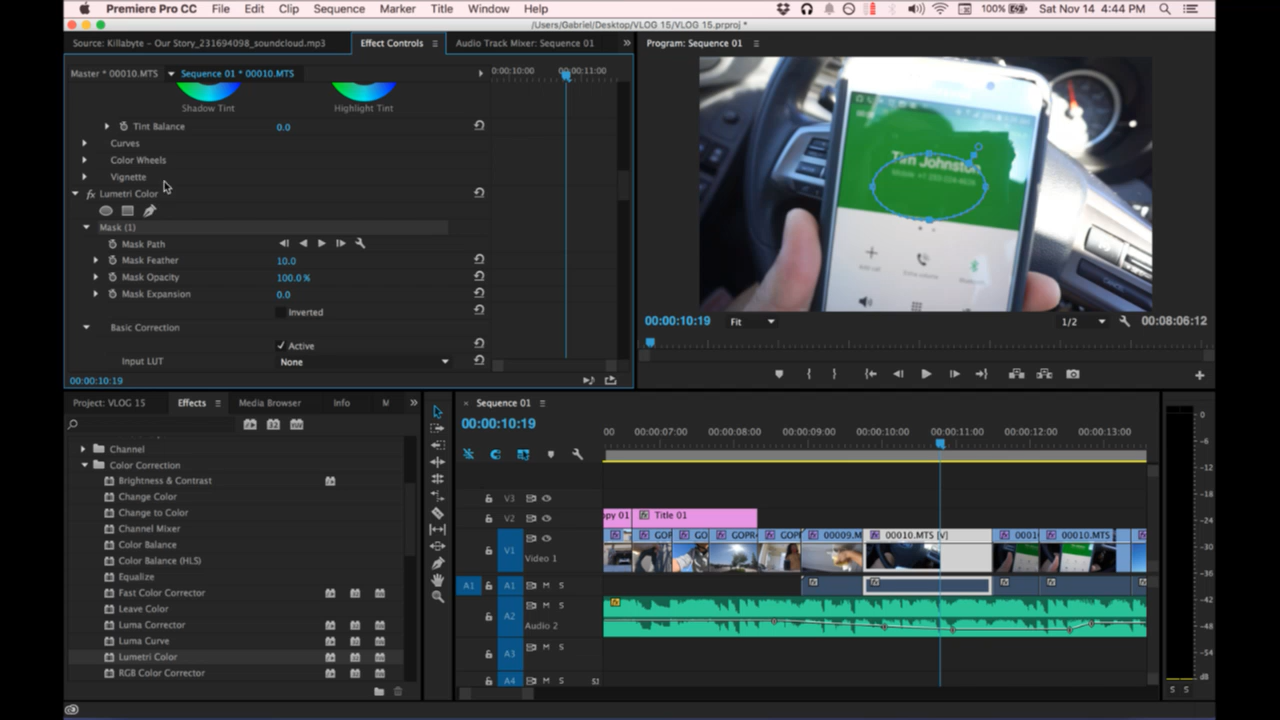 Premiere Pro CC File Edit Clip Sequence Marker Title Window Help 100% Sat Nov 14 4:44 PM
/Users/Gabriel/Desktop/VLOG 15/VLOG 15.prproj *
Source: Killabyte – Our Story_231694098_soundcloud.mp3 Effect Controls Audio Track Mixer: Sequence 01 Program: Sequence 01
Master * 00010.MTS Sequence 01 * 00010.MTS 0:00:10:00 00:00:11:00
Shadow Tint Highlight Tint
Tint Balance 0.0
Curves
Color Wheels
Vignette
fx Lumetri Color
Mask (1)
Mask Path
Mask Feather 10.0
Mask Opacity 100.0 %
Mask Expansion 0.0
Inverted
Basic Correction
Active
Input LUT None
00:00:10:19
Tim Johnston
00:00:10:19 Fit 1/2 00:08:06:12
Project: VLOG 15 Effects Media Browser Info M
Channel
Color Correction
Brightness & Contrast
Change Color
Change to Color
Channel Mixer
Color Balance
Color Balance (HLS)
Equalize
Fast Color Corrector
Leave Color
Luma Corrector
Luma Curve
Lumetri Color
RGB Color Corrector
Sequence 01
00:00:10:19
00 00:00:07:00 00:00:08:00 00:00:09:00 00:00:10:00 00:00:11:00 00:00:12:00 00:00:13:00
V3
V2 opy 01 Title 01
V1 Video 1 GOP GO GOPR 00009.M 00010.MTS [V] 00010.MTS
A1 A1 M S
A2 M S
Audio 2
A3 M S
A4 M S
0
-6
-12
-18
-24
-30
-36
-42
-48
-54
dB
S S